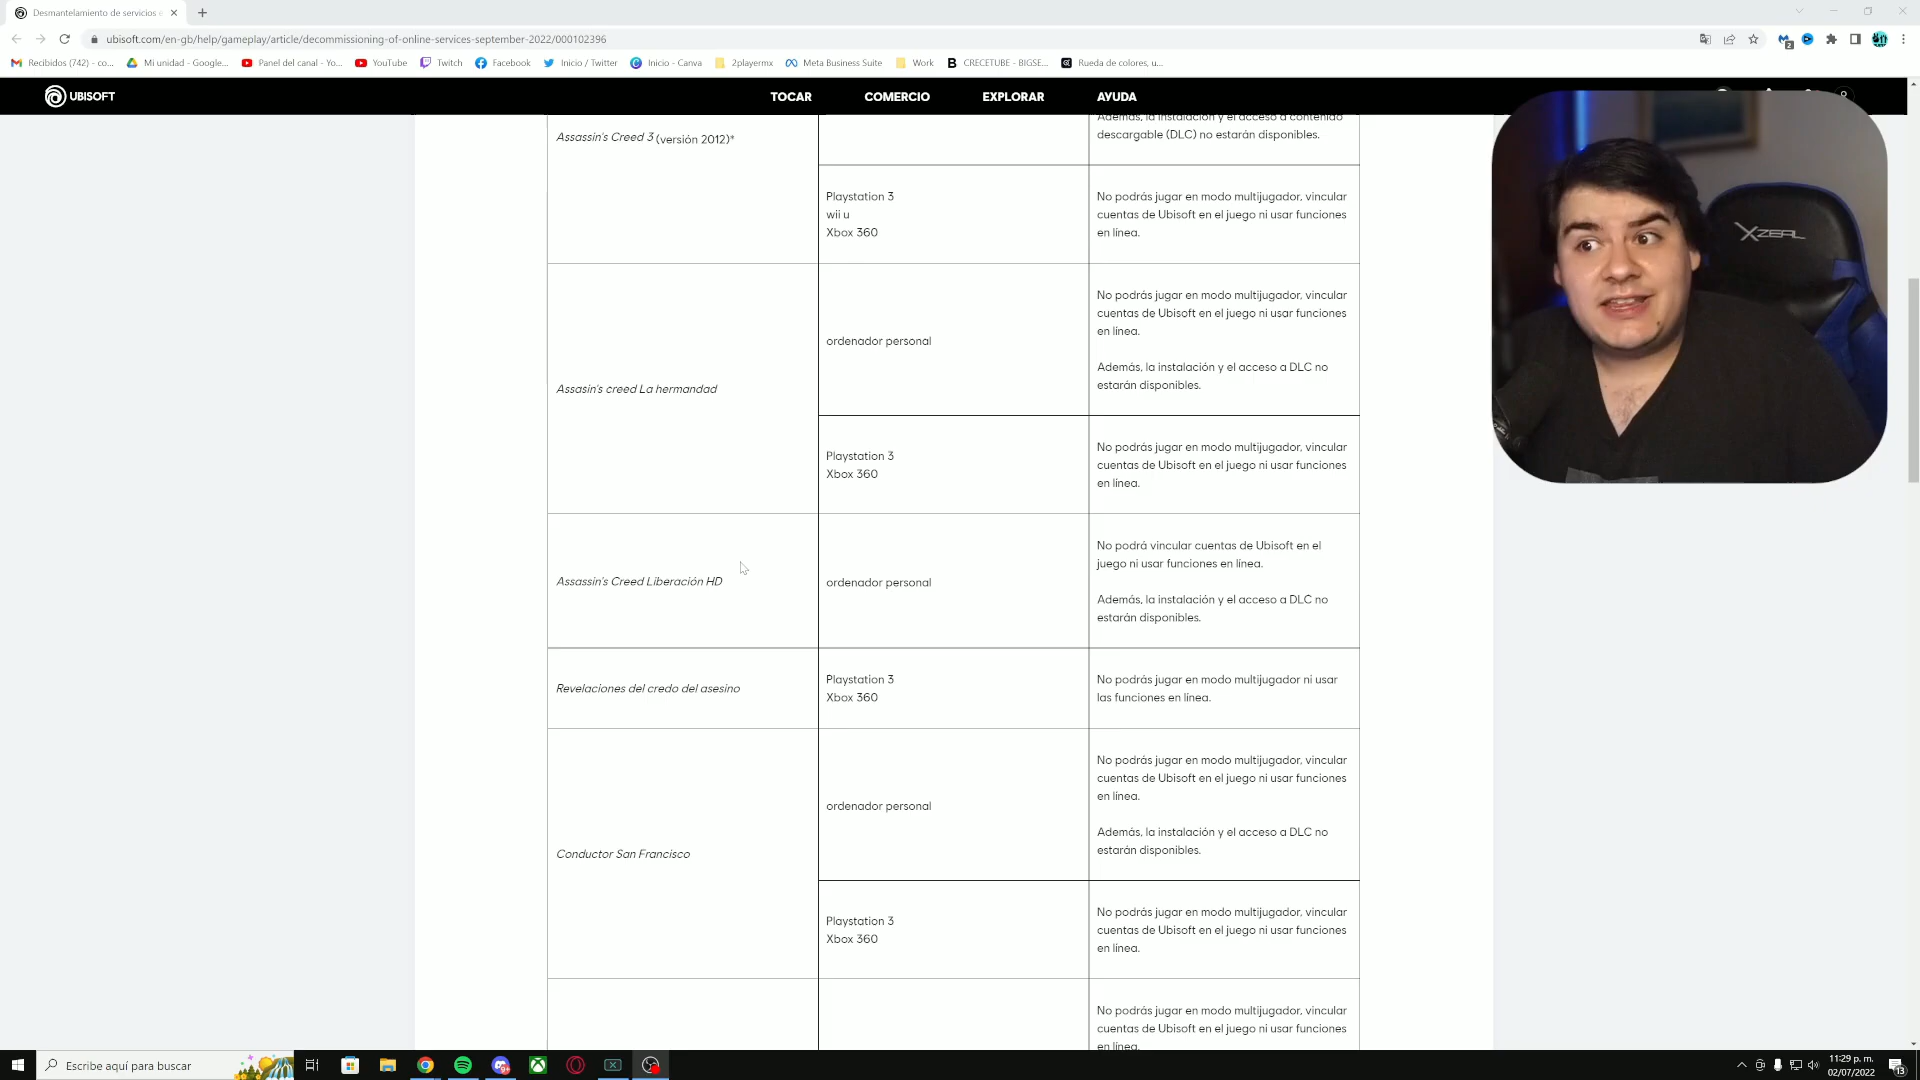 Desmantelamiento de servicios e
ubisoft.com/en-gb/help/gameplay/article/decommissioning-of-online-services-september-2022/000102396
2
Recibidos (742) - co...
Mi unidad - Google...
Panel del canal - Yo...
YouTube
Twitch
Facebook
Inicio / Twitter
Inicio - Canva
2playermx
Meta Business Suite
Work
B CRECETUBE - BIGSE...
Rueda de colores, u...
UBISOFT
TOCAR
COMERCIO
EXPLORAR
AYUDA
Assassin's Creed 3 (versión 2012)*
Además, la instalación y el acceso a contenido
descargable (DLC) no estarán disponibles.
Playstation 3
wii u
Xbox 360
No podrás jugar en modo multijugador, vincular
cuentas de Ubisoft en el juego ni usar funciones
en línea.
Assasin's creed La hermandad
ordenador personal
No podrás jugar en modo multijugador, vincular
cuentas de Ubisoft en el juego ni usar funciones
en línea.
Además, la instalación y el acceso a DLC no
estarán disponibles.
Playstation 3
Xbox 360
No podrás jugar en modo multijugador, vincular
cuentas de Ubisoft en el juego ni usar funciones
en línea.
Assassin's Creed Liberación HD
ordenador personal
No podrá vincular cuentas de Ubisoft en el
juego ni usar funciones en línea.
Además, la instalación y el acceso a DLC no
estarán disponibles.
Revelaciones del credo del asesino
Playstation 3
Xbox 360
No podrás jugar en modo multijugador ni usar
las funciones en línea.
Conductor San Francisco
ordenador personal
No podrás jugar en modo multijugador, vincular
cuentas de Ubisoft en el juego ni usar funciones
en línea.
Además, la instalación y el acceso a DLC no
estarán disponibles.
Playstation 3
Xbox 360
No podrás jugar en modo multijugador, vincular
cuentas de Ubisoft en el juego ni usar funciones
en línea.
No podrás jugar en modo multijugador, vincular
cuentas de Ubisoft en el juego ni usar funciones
en línea.
XZEAL
Escribe aquí para buscar
11:29 p. m.
02/07/2022
13